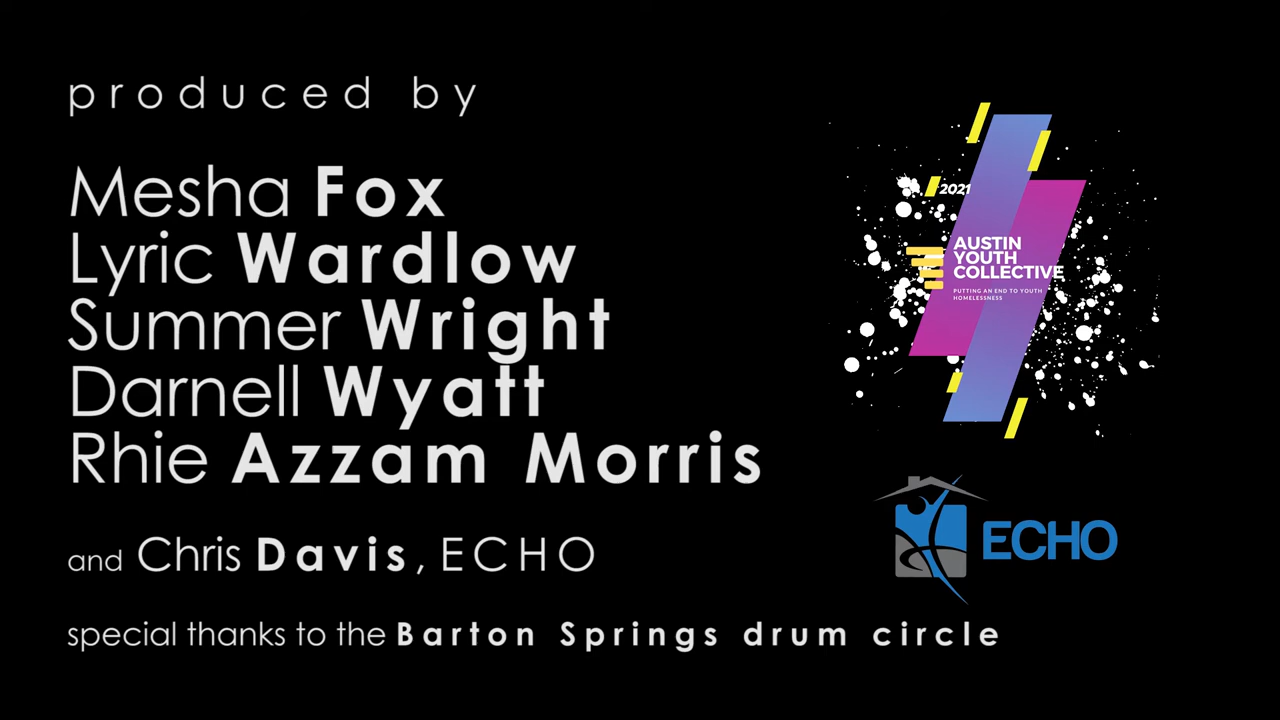 produced by
Mesha Fox
Lyric Wardlow
Summer Wright
Darnell Wyatt
Rhie Azzam Morris
and Chris Davis, ECHO
special thanks to the Barton Springs drum circle
2021
AUSTIN
YOUTH
COLLECTIVE
PUTTING AN END TO YOUTH
HOMELESSNESS
ECHO